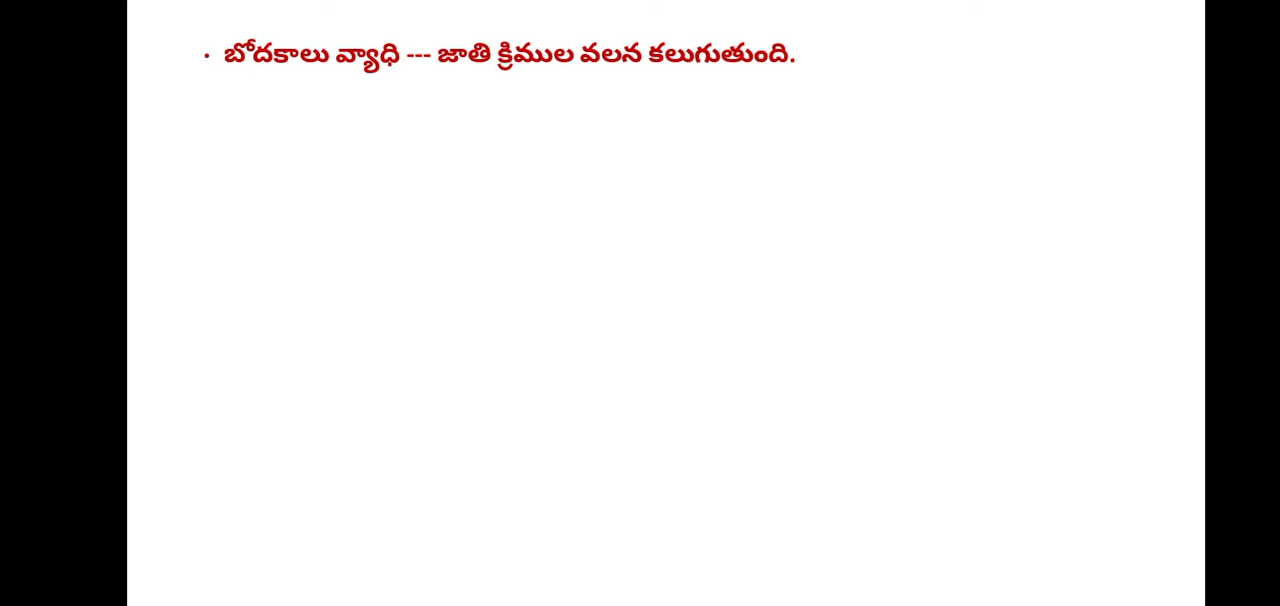 · బోదకాలు వ్యాధి --- జాతి క్రిముల వలన కలుగుతుంది.